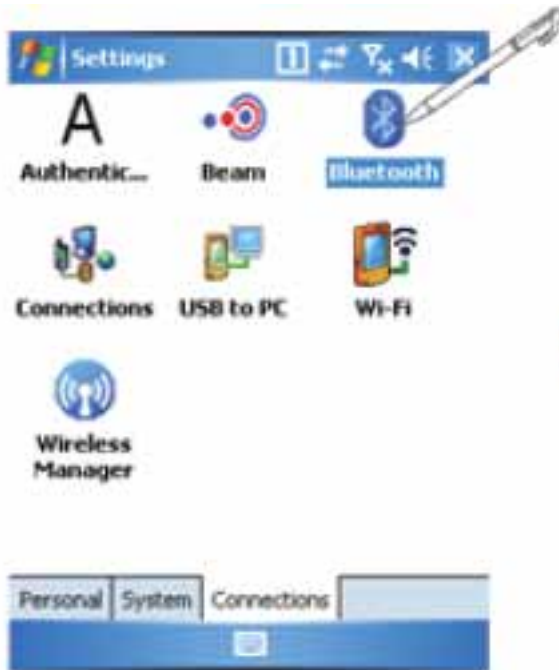 Settings
A
Authentic...
Beam
Bluetooth
Connections
USB to PC
Wi-Fi
Wireless
Manager
Personal
System
Connections